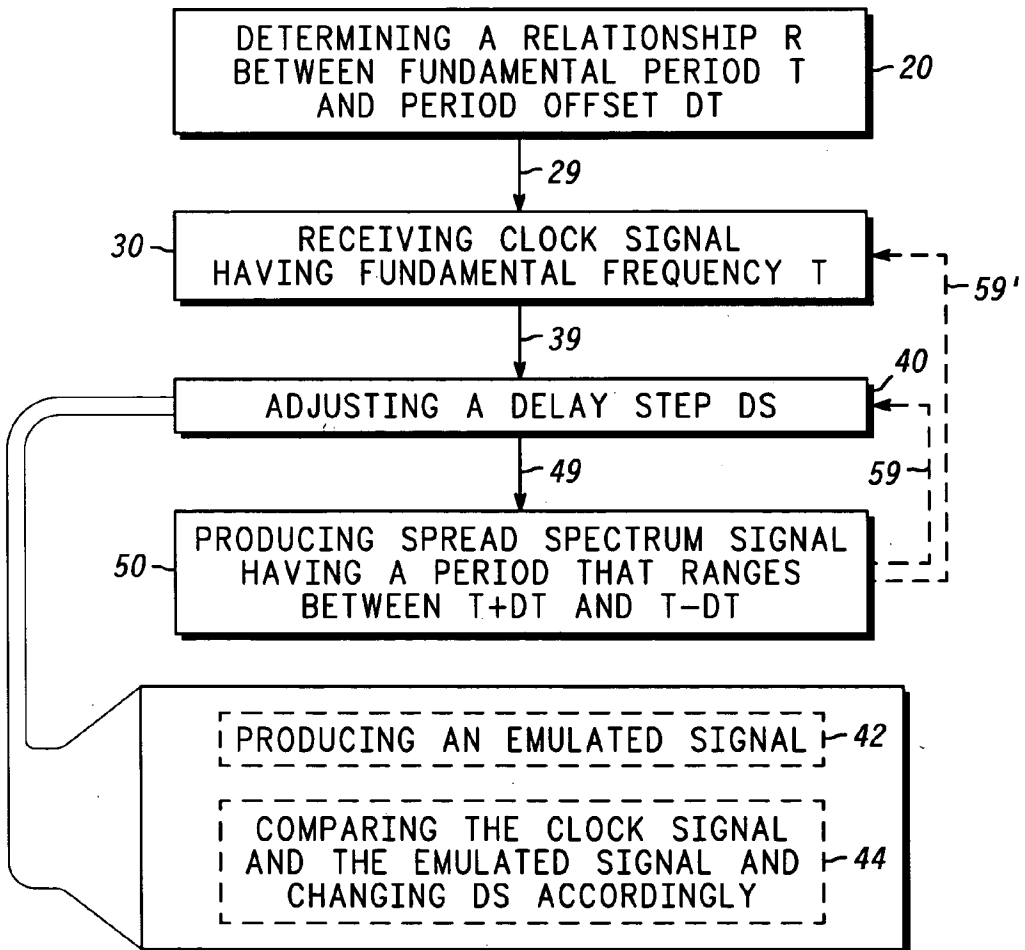 DETERMINING A RELATIONSHIP R
BETWEEN FUNDAMENTAL PERIOD T
AND PERIOD OFFSET DT
20
29
30
RECEIVING CLOCK SIGNAL
HAVING FUNDAMENTAL FREQUENCY T
59'
39
40
ADJUSTING A DELAY STEP DS
49
59
50
PRODUCING SPREAD SPECTRUM SIGNAL
HAVING A PERIOD THAT RANGES
BETWEEN T+DT AND T-DT
PRODUCING AN EMULATED SIGNAL
42
COMPARING THE CLOCK SIGNAL
AND THE EMULATED SIGNAL AND
CHANGING DS ACCORDINGLY
44